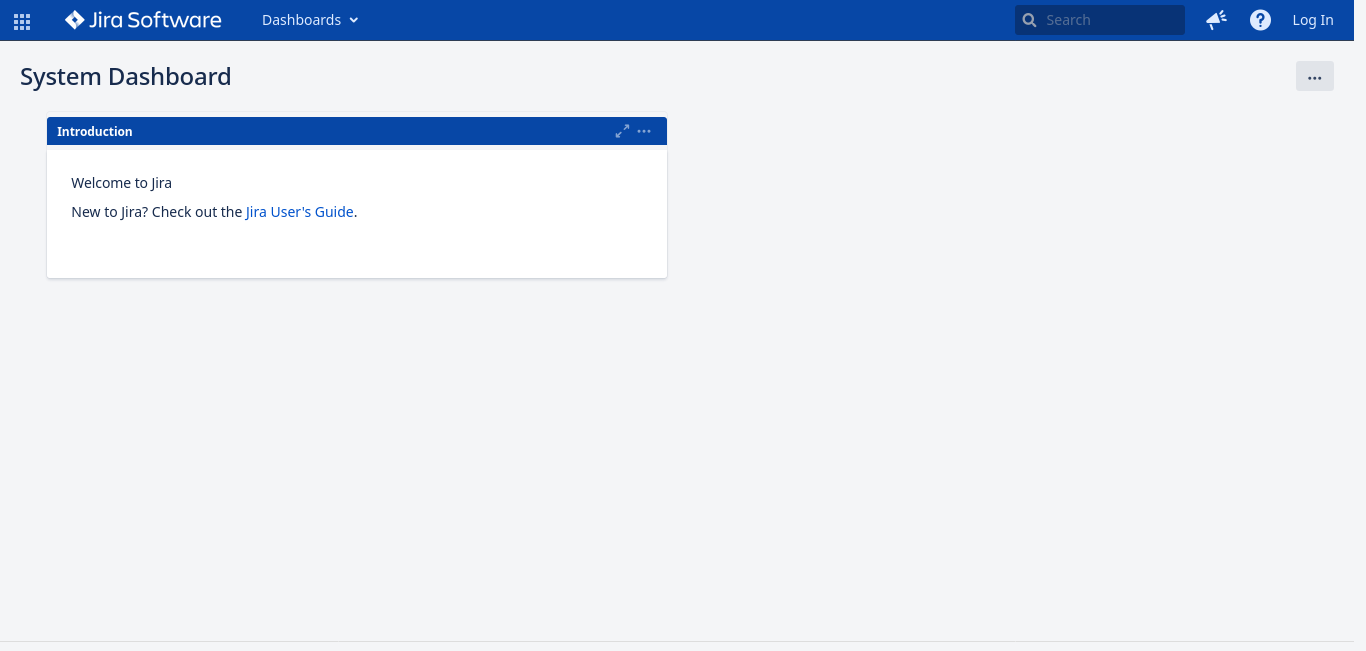 Jira Software Dashboards Search Log In
System Dashboard
Introduction
Welcome to Jira
New to Jira? Check out the Jira User's Guide.